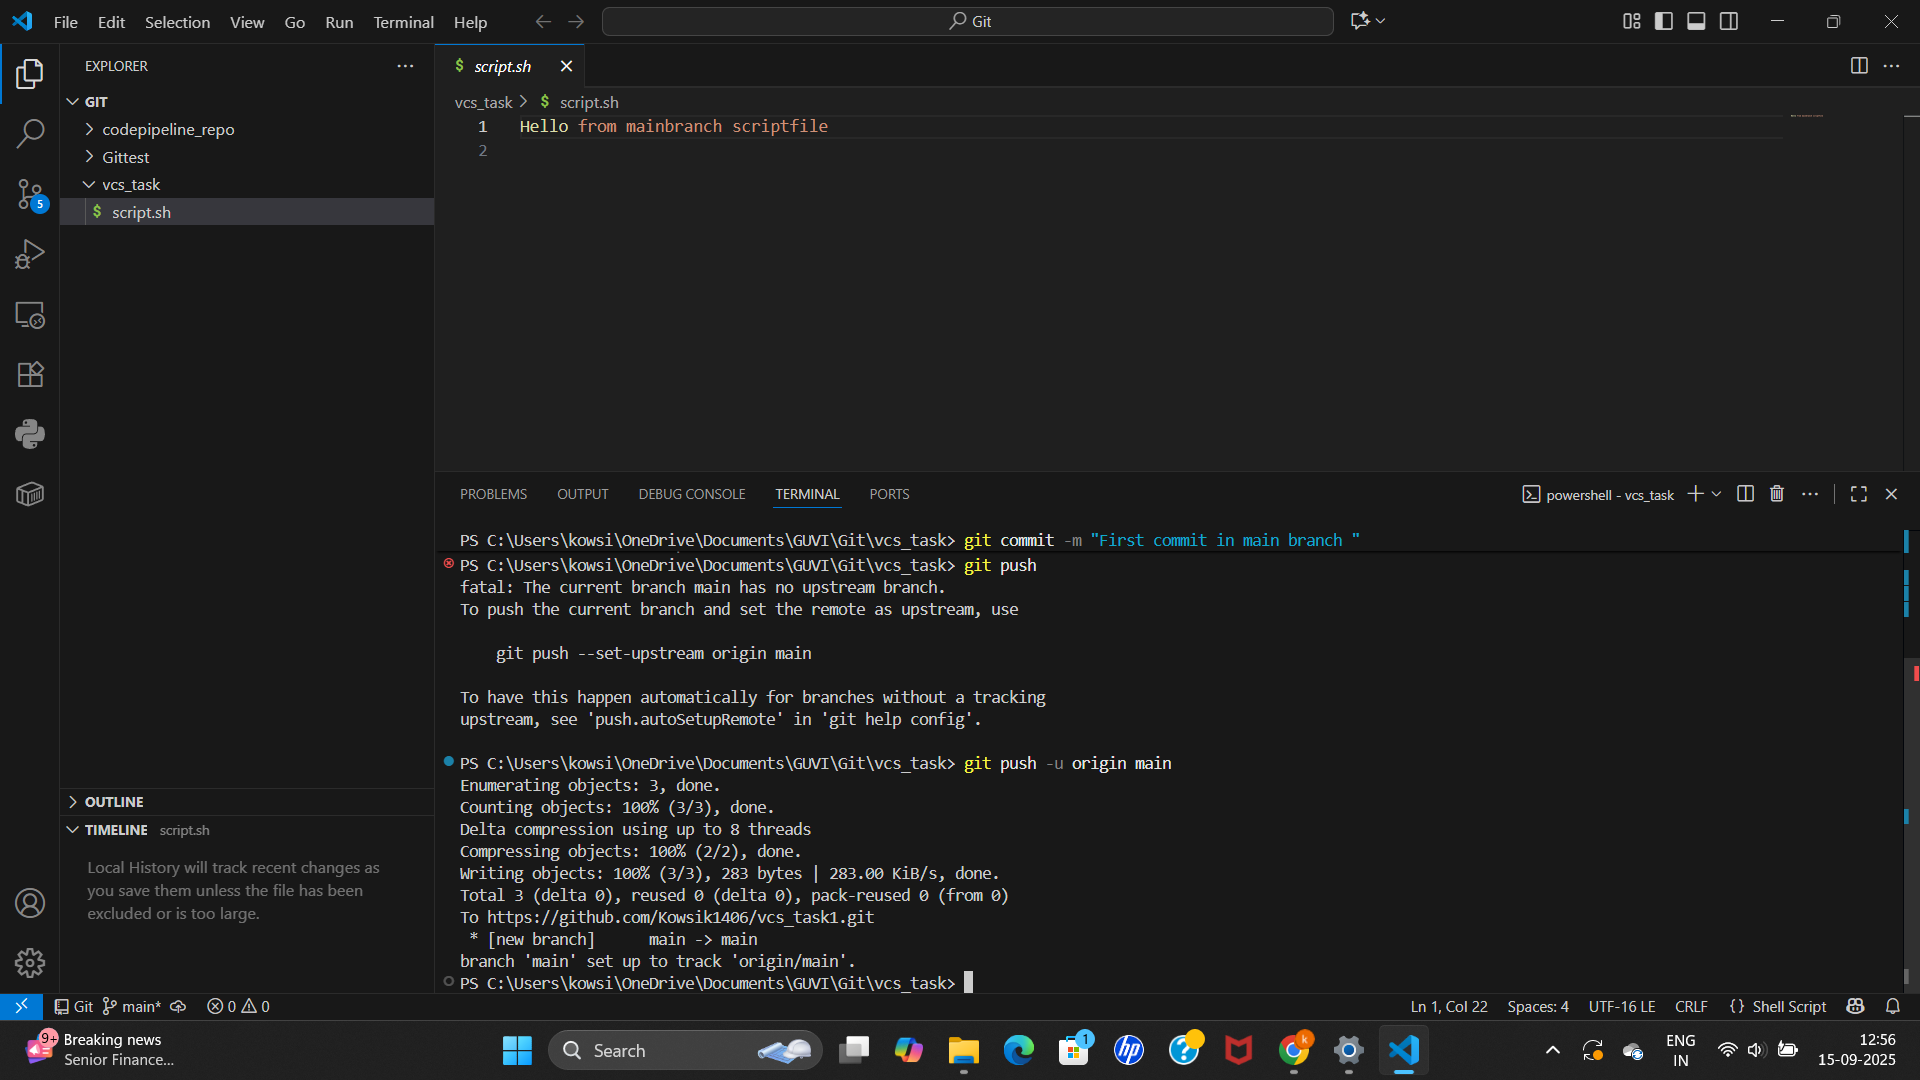 File Edit Selection View Go Run Terminal Help
Git
EXPLORER
GIT
codepipeline_repo
Gittest
vcs_task
$ script.sh
5
$ script.sh
vcs_task > $ script.sh
1 Hello from mainbranch scriptfile
2
PROBLEMS OUTPUT DEBUG CONSOLE TERMINAL PORTS
powershell - vcs_task
PS C:\Users\kowsi\OneDrive\Documents\GUVI\Git\vcs_task> git commit -m "First commit in main branch "
PS C:\Users\kowsi\OneDrive\Documents\GUVI\Git\vcs_task> git push
fatal: The current branch main has no upstream branch.
To push the current branch and set the remote as upstream, use
git push --set-upstream origin main
To have this happen automatically for branches without a tracking
upstream, see 'push.autoSetupRemote' in 'git help config'.
PS C:\Users\kowsi\OneDrive\Documents\GUVI\Git\vcs_task> git push -u origin main
Enumerating objects: 3, done.
Counting objects: 100% (3/3), done.
Delta compression using up to 8 threads
Compressing objects: 100% (2/2), done.
Writing objects: 100% (3/3), 283 bytes | 283.00 KiB/s, done.
Total 3 (delta 0), reused 0 (delta 0), pack-reused 0 (from 0)
To https://github.com/Kowsik1406/vcs_task1.git
* [new branch] main -> main
branch 'main' set up to track 'origin/main'.
PS C:\Users\kowsi\OneDrive\Documents\GUVI\Git\vcs_task>
OUTLINE
TIMELINE script.sh
Local History will track recent changes as
you save them unless the file has been
excluded or is too large.
Git main* 0 0
Ln 1, Col 22 Spaces: 4 UTF-16 LE CRLF {} Shell Script
9+
Breaking news
Senior Finance...
Search
1
hp
?
k
ENG
IN
12:56
15-09-2025